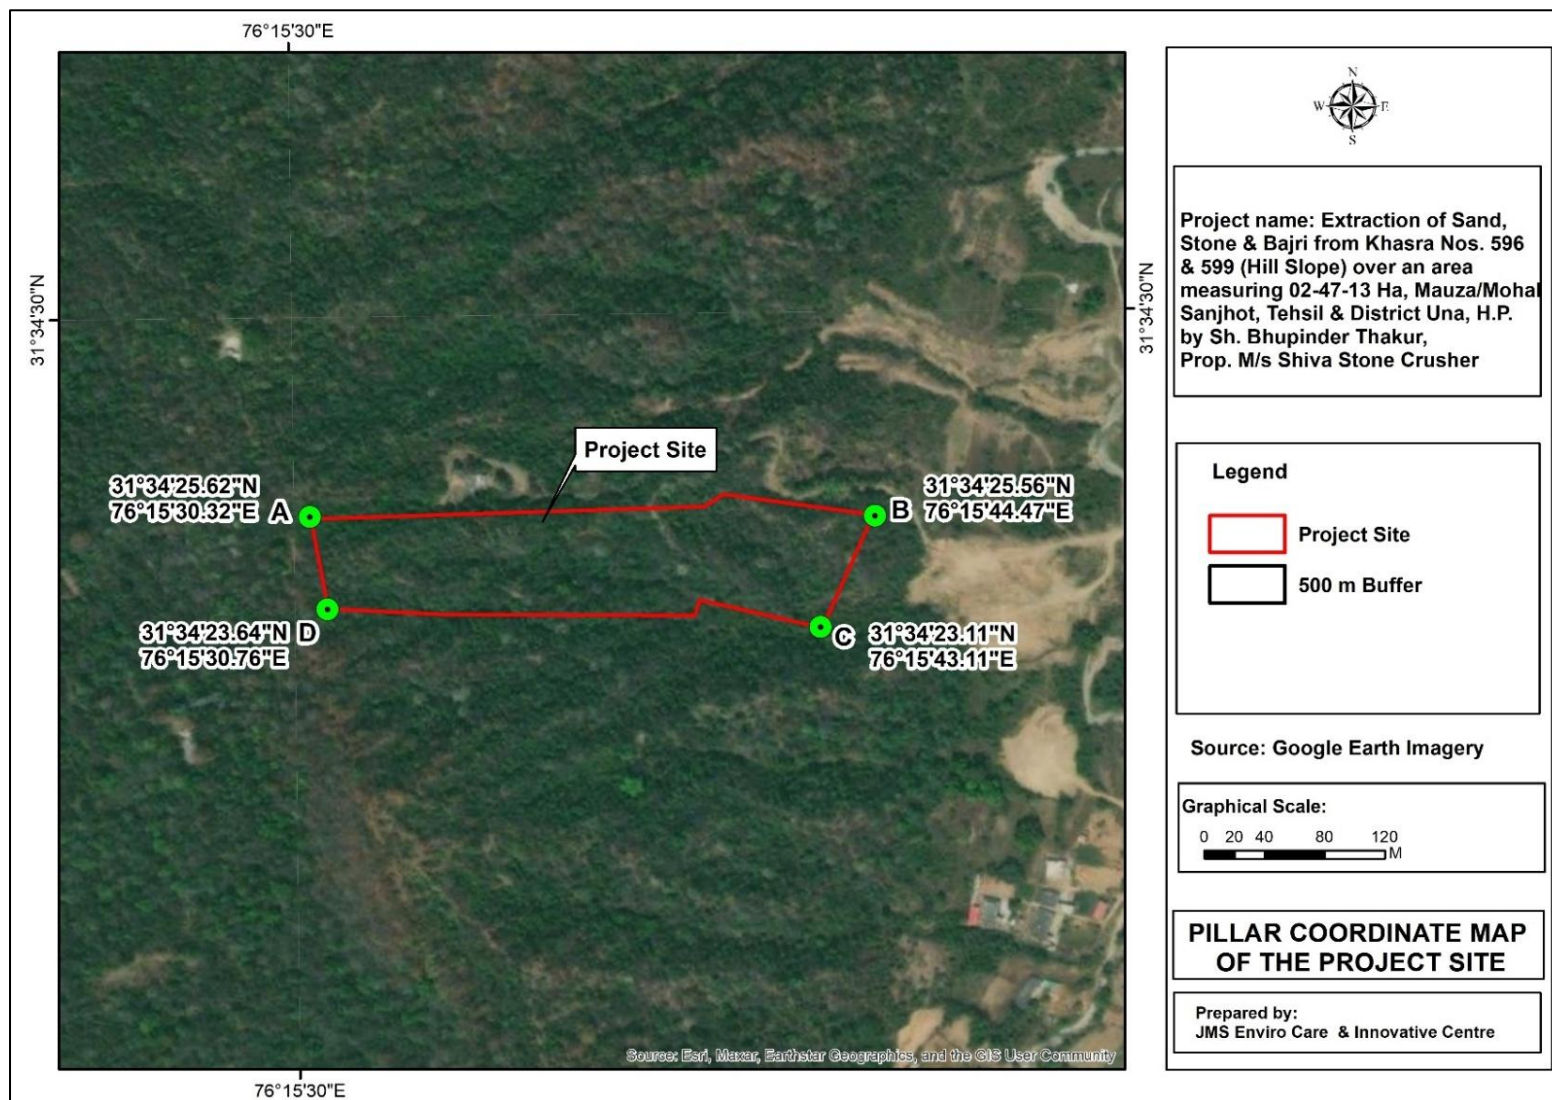 76°15'30"E
31°34'30"N
31°34'30"N
Project Site
31°34'25.62"N
76°15'30.32"E
A
B
31°34'25.56"N
76°15'44.47"E
31°34'23.64"N
76°15'30.76"E
D
C
31°34'23.11"N
76°15'43.11"E
Source: Esri, Maxar, Earthstar Geographics, and the GIS User Community
76°15'30"E
N
W
E
S
Project name: Extraction of Sand,
Stone & Bajri from Khasra Nos. 596
& 599 (Hill Slope) over an area
measuring 02-47-13 Ha, Mauza/Mohal
Sanjhot, Tehsil & District Una, H.P.
by Sh. Bhupinder Thakur,
Prop. M/s Shiva Stone Crusher
Legend
Project Site
500 m Buffer
Source: Google Earth Imagery
Graphical Scale:
0 20 40 80 120
M
PILLAR COORDINATE MAP
OF THE PROJECT SITE
Prepared by:
JMS Enviro Care & Innovative Centre